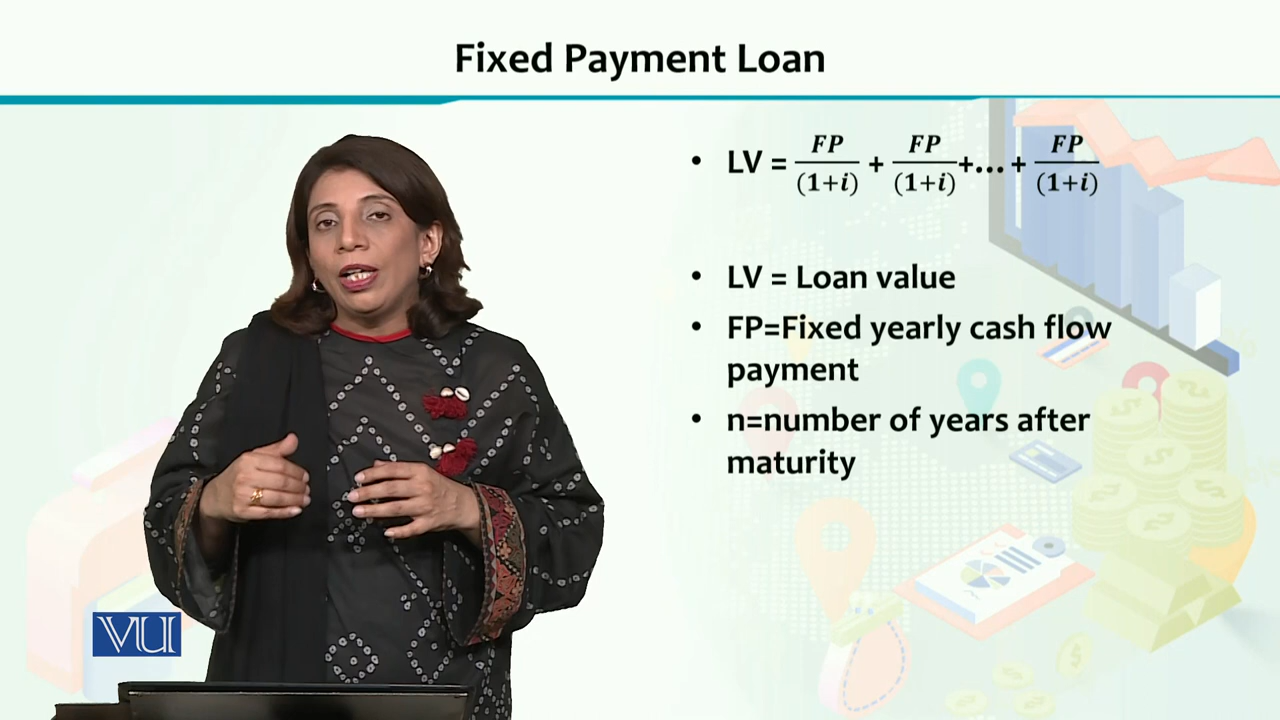 Fixed Payment Loan
• LV = FP/(1+i) + FP/(1+i) +...+ FP/(1+i)
• LV = Loan value
• FP=Fixed yearly cash flow
payment
• n=number of years after
maturity
VU